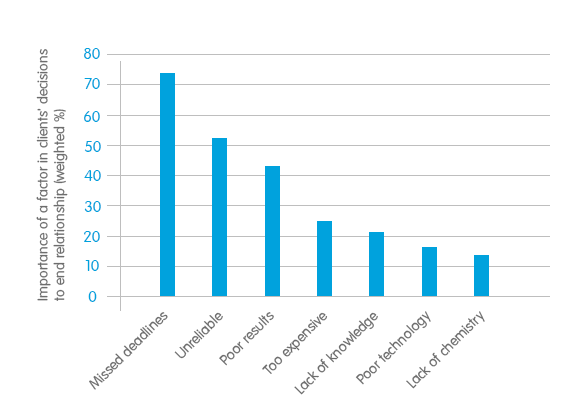 Importance of a factor in clients' decisions
to end relationship (weighted %)
80
70
60
50
40
30
20
10
0
Missed deadlines
Unreliable
Poor results
Too expensive
Lack of knowledge
Poor technology
Lack of chemistry